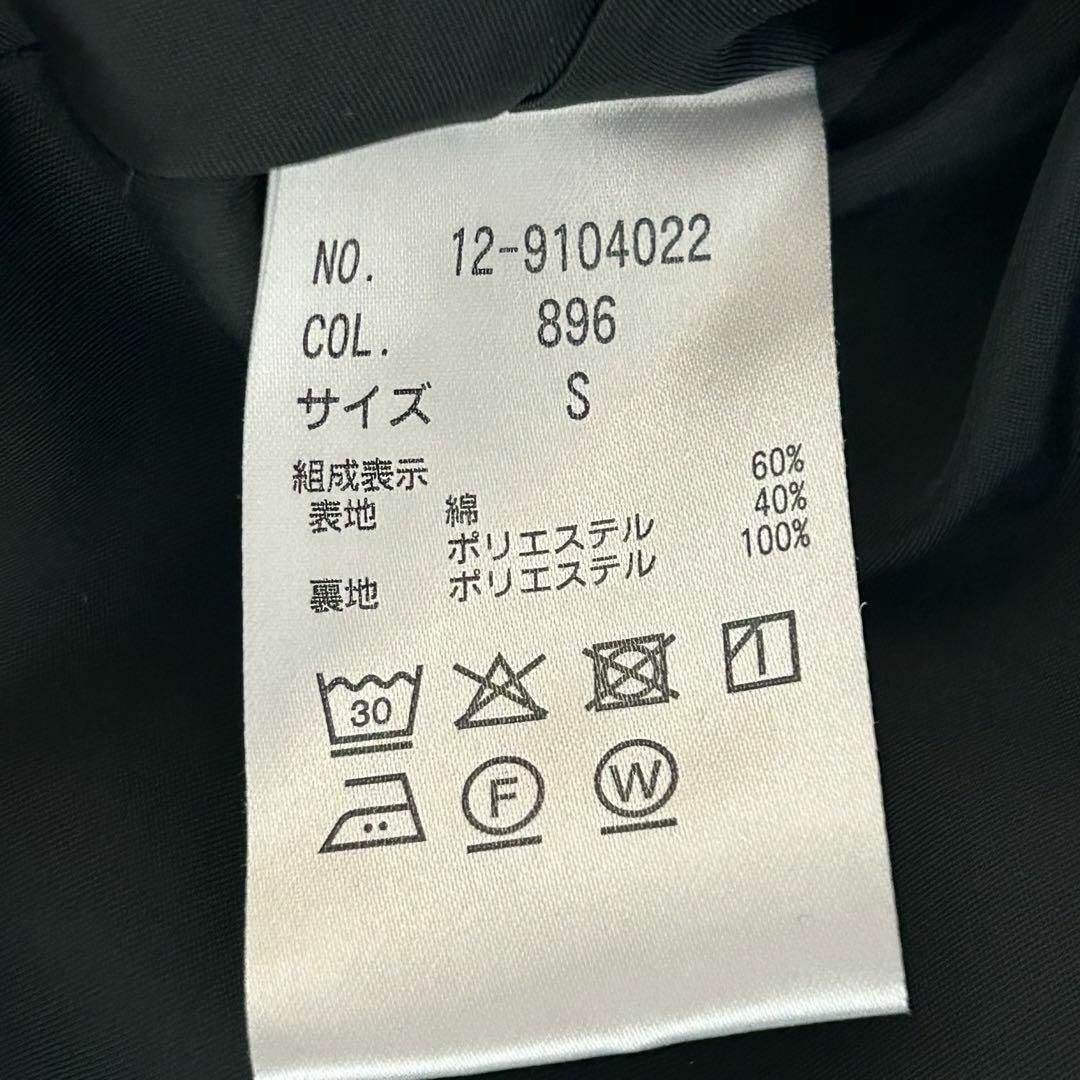 NO. 12-9104022
COL. 896
サイズ S
組成表示
表地 綿 60%
ポリエステル 40%
裏地 ポリエステル 100%
30
F W